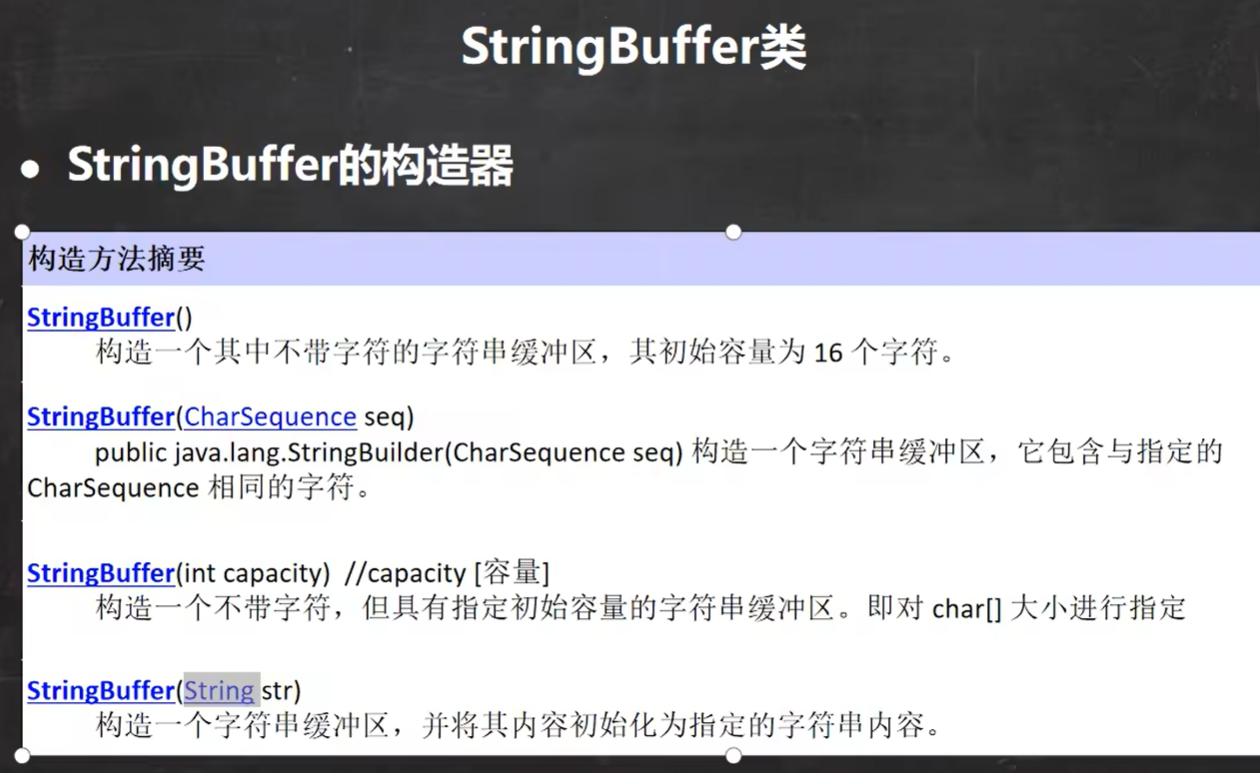 StringBuffer类
● StringBuffer的构造器
构造方法摘要
StringBuffer()
构造一个其中不带字符的字符串缓冲区，其初始容量为 16 个字符。
StringBuffer(CharSequence seq)
public java.lang.StringBuilder(CharSequence seq) 构造一个字符串缓冲区，它包含与指定的
CharSequence 相同的字符。
StringBuffer(int capacity) //capacity [容量]
构造一个不带字符，但具有指定初始容量的字符串缓冲区。即对 char[] 大小进行指定
StringBuffer(String str)
构造一个字符串缓冲区，并将其内容初始化为指定的字符串内容。